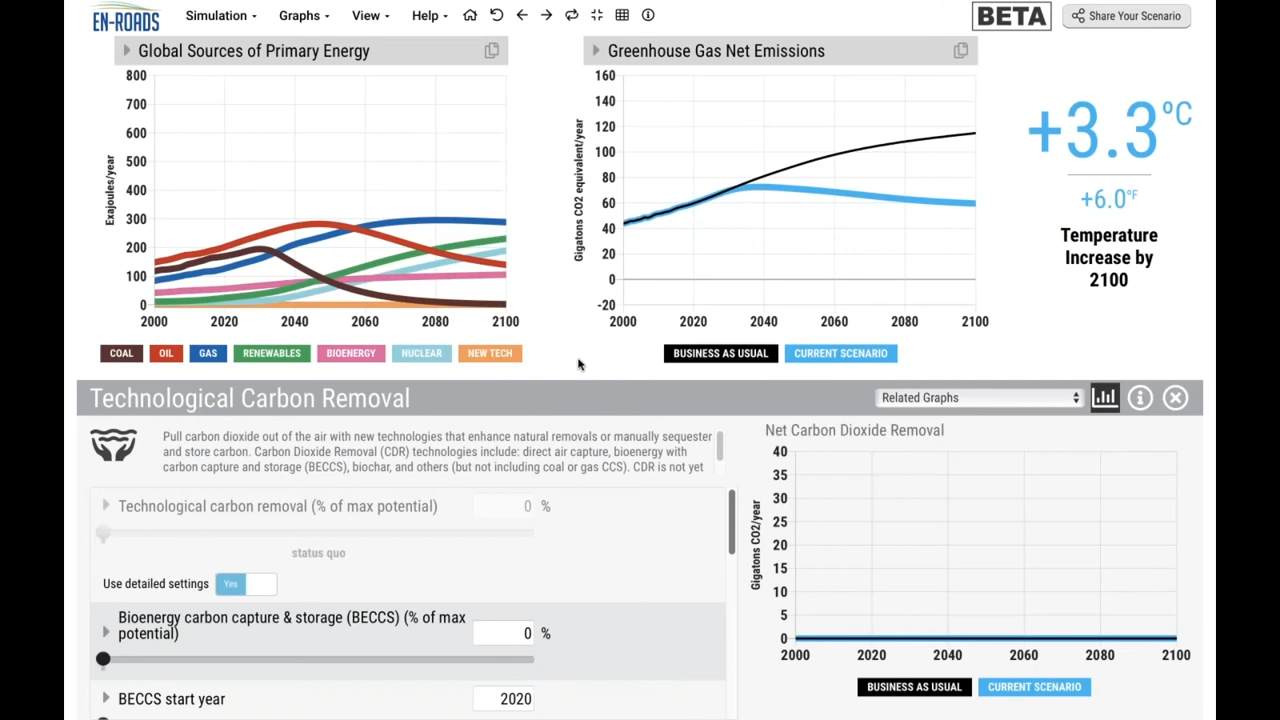 EN-ROADS
Simulation Graphs View Help
BETA
Share Your Scenario
Global Sources of Primary Energy
800
700
600
500
400
300
200
100
0
Exajoules/year
2000 2020 2040 2060 2080 2100
COAL OIL GAS RENEWABLES BIOENERGY NUCLEAR NEW TECH
Greenhouse Gas Net Emissions
160
140
120
100
80
60
40
20
0
-20
Gigatons CO2 equivalent/year
2000 2020 2040 2060 2080 2100
BUSINESS AS USUAL CURRENT SCENARIO
+3.3ºC
+6.0°F
Temperature
Increase by
2100
Technological Carbon Removal
Related Graphs
Pull carbon dioxide out of the air with new technologies that enhance natural removals or manually sequester
and store carbon. Carbon Dioxide Removal (CDR) technologies include: direct air capture, bioenergy with
carbon capture and storage (BECCS), biochar, and others (but not including coal or gas CCS). CDR is not yet
Technological carbon removal (% of max potential) 0 %
status quo
Use detailed settings Yes
Bioenergy carbon capture & storage (BECCS) (% of max
potential) 0 %
BECCS start year 2020
Net Carbon Dioxide Removal
40
35
30
25
20
15
10
5
0
Gigatons CO2/year
2000 2020 2040 2060 2080 2100
BUSINESS AS USUAL CURRENT SCENARIO